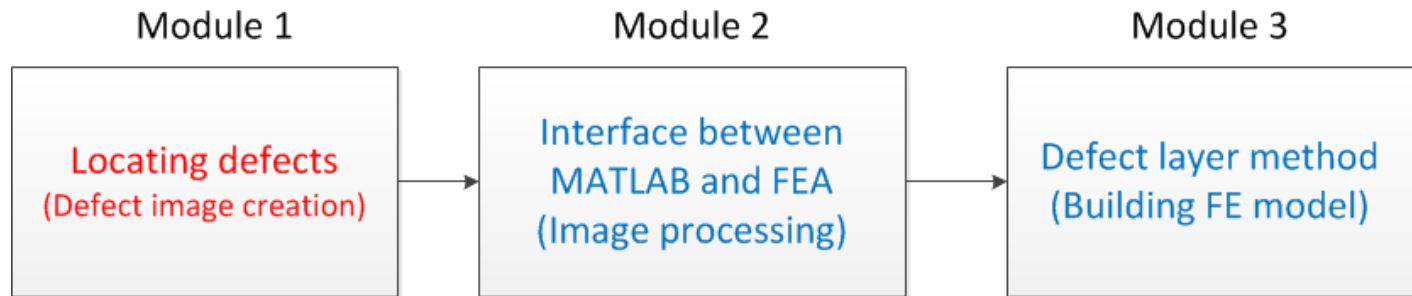 Module 1
Module 2
Module 3
Locating defects
(Defect image creation)
Interface between
MATLAB and FEA
(Image processing)
Defect layer method
(Building FE model)